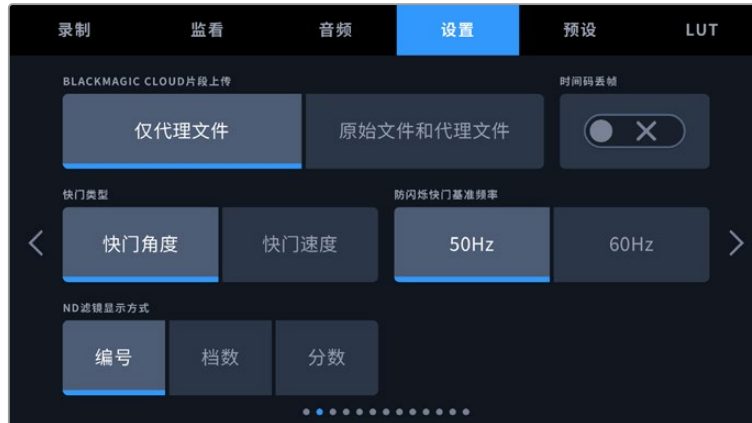 录制 监看 音频 设置 预设 LUT
BLACKMAGIC CLOUD片段上传 时间码丢帧
仅代理文件 原始文件和代理文件
快门类型 防闪烁快门基准频率
快门角度 快门速度 50Hz 60Hz
ND滤镜显示方式
编号 档数 分数